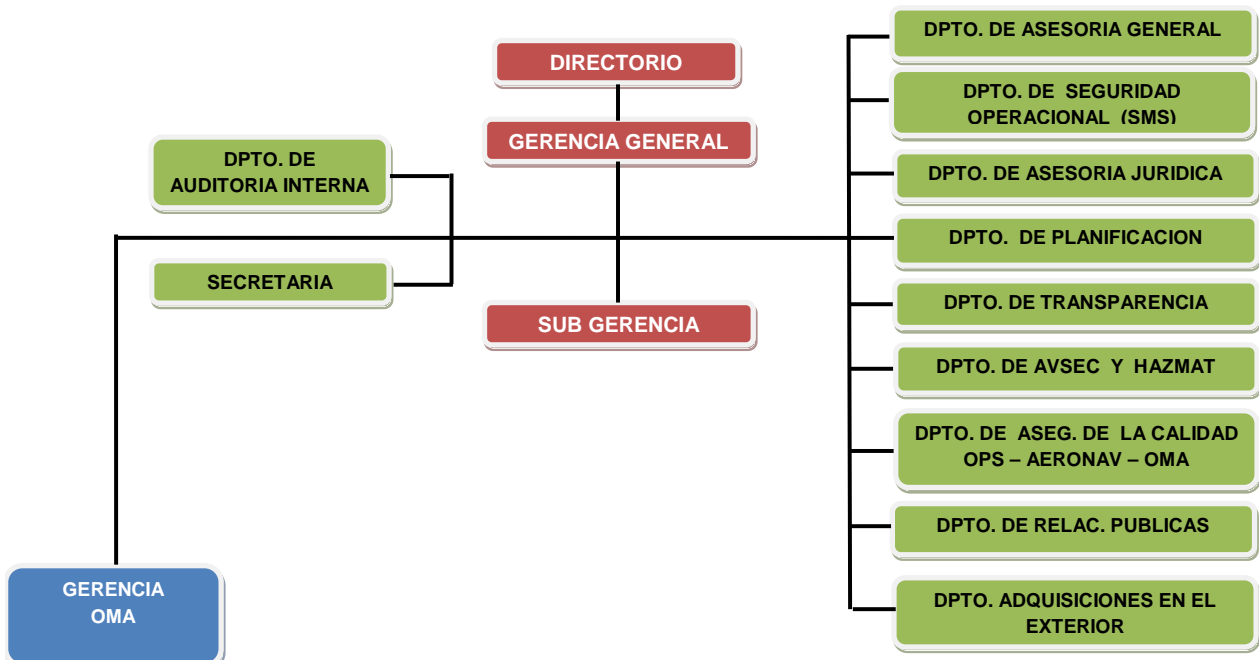 DIRECTORIO
GERENCIA GENERAL
DPTO. DE
AUDITORIA INTERNA
SECRETARIA
SUB GERENCIA
GERENCIA
OMA
DPTO. DE ASESORIA GENERAL
DPTO. DE SEGURIDAD
OPERACIONAL (SMS)
DPTO. DE ASESORIA JURIDICA
DPTO. DE PLANIFICACION
DPTO. DE TRANSPARENCIA
DPTO. DE AVSEC Y HAZMAT
DPTO. DE ASEG. DE LA CALIDAD
OPS – AERONAV – OMA
DPTO. DE RELAC. PUBLICAS
DPTO. ADQUISICIONES EN EL
EXTERIOR